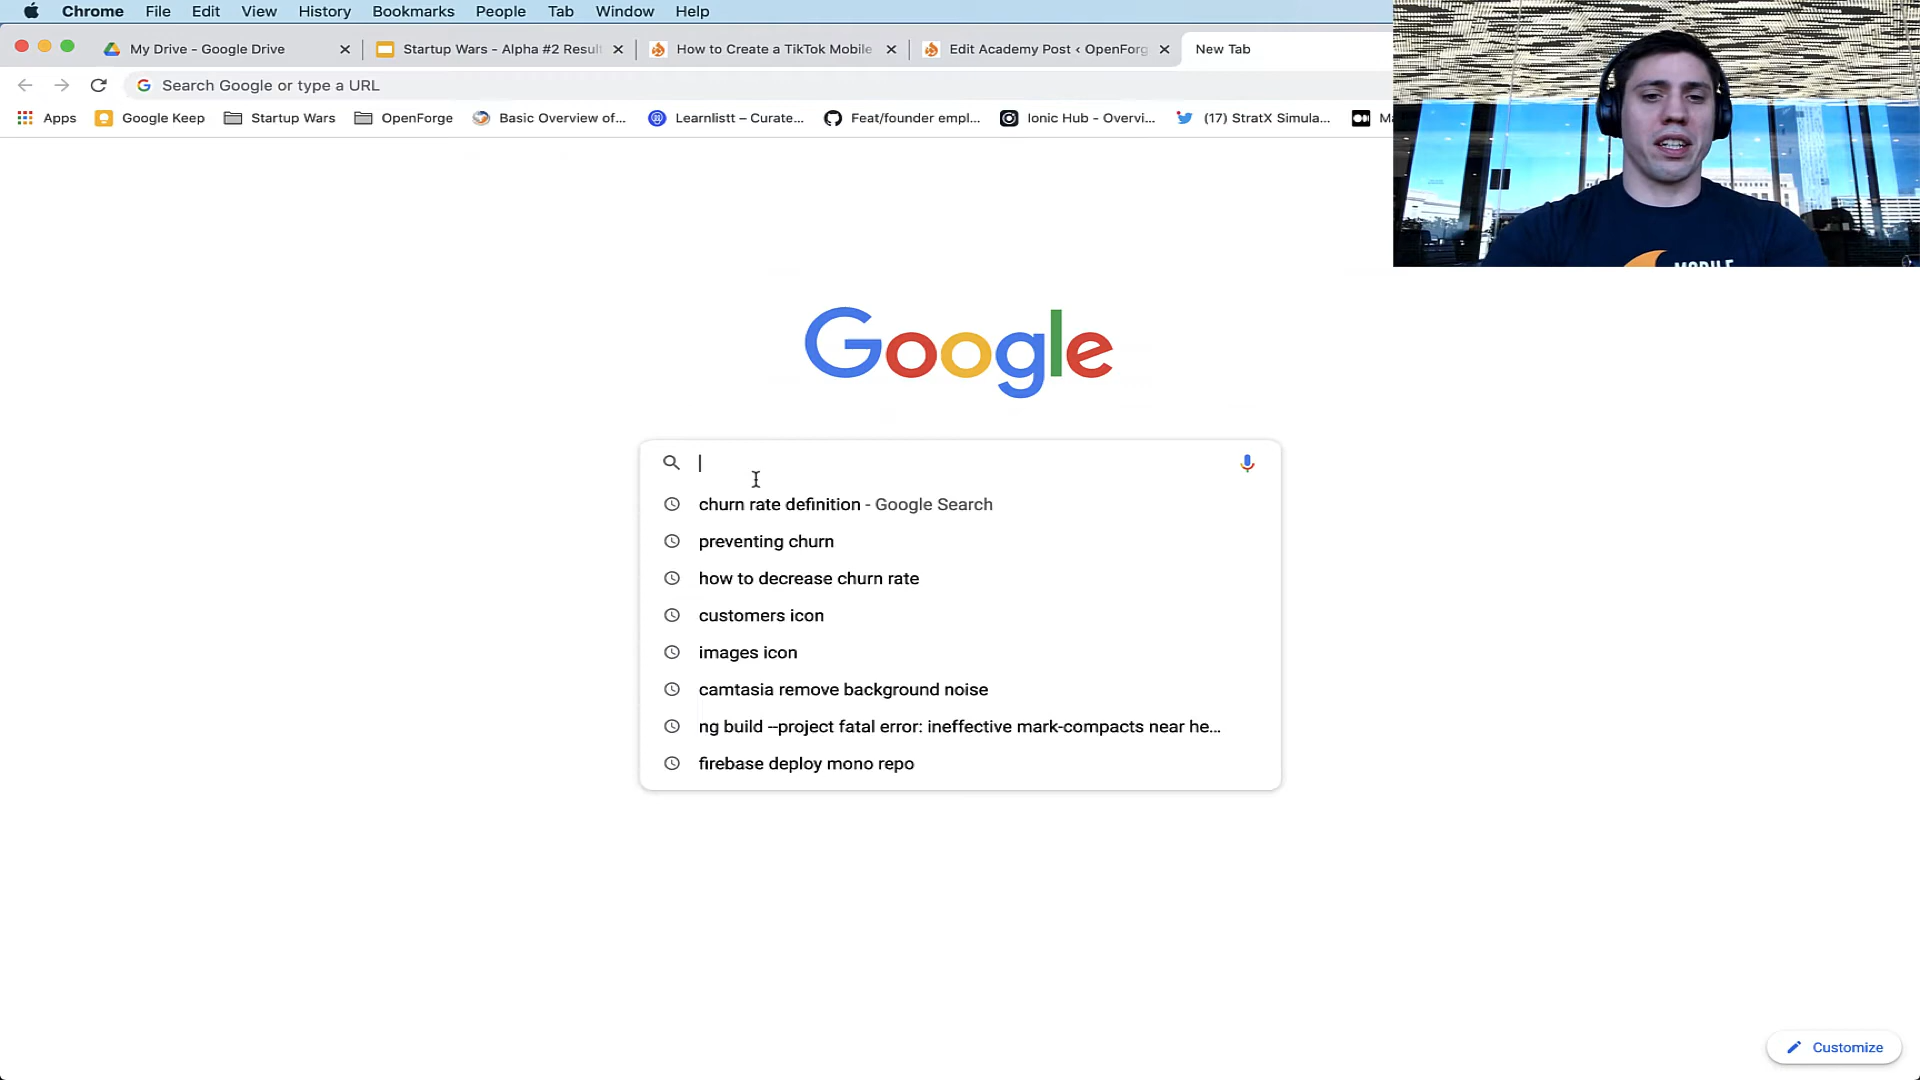 Chrome File Edit View History Bookmarks People Tab Window Help
My Drive - Google Drive
Startup Wars - Alpha #2 Result
How to Create a TikTok Mobile
Edit Academy Post ‹ OpenForg
New Tab
Search Google or type a URL
Apps Google Keep Startup Wars OpenForge Basic Overview of... Learnlistt – Curate... Feat/founder empl... Ionic Hub - Overvi... (17) StratX Simula... M
MOBILE
Google
churn rate definition - Google Search
preventing churn
how to decrease churn rate
customers icon
images icon
camtasia remove background noise
ng build --project fatal error: ineffective mark-compacts near he...
firebase deploy mono repo
Customize